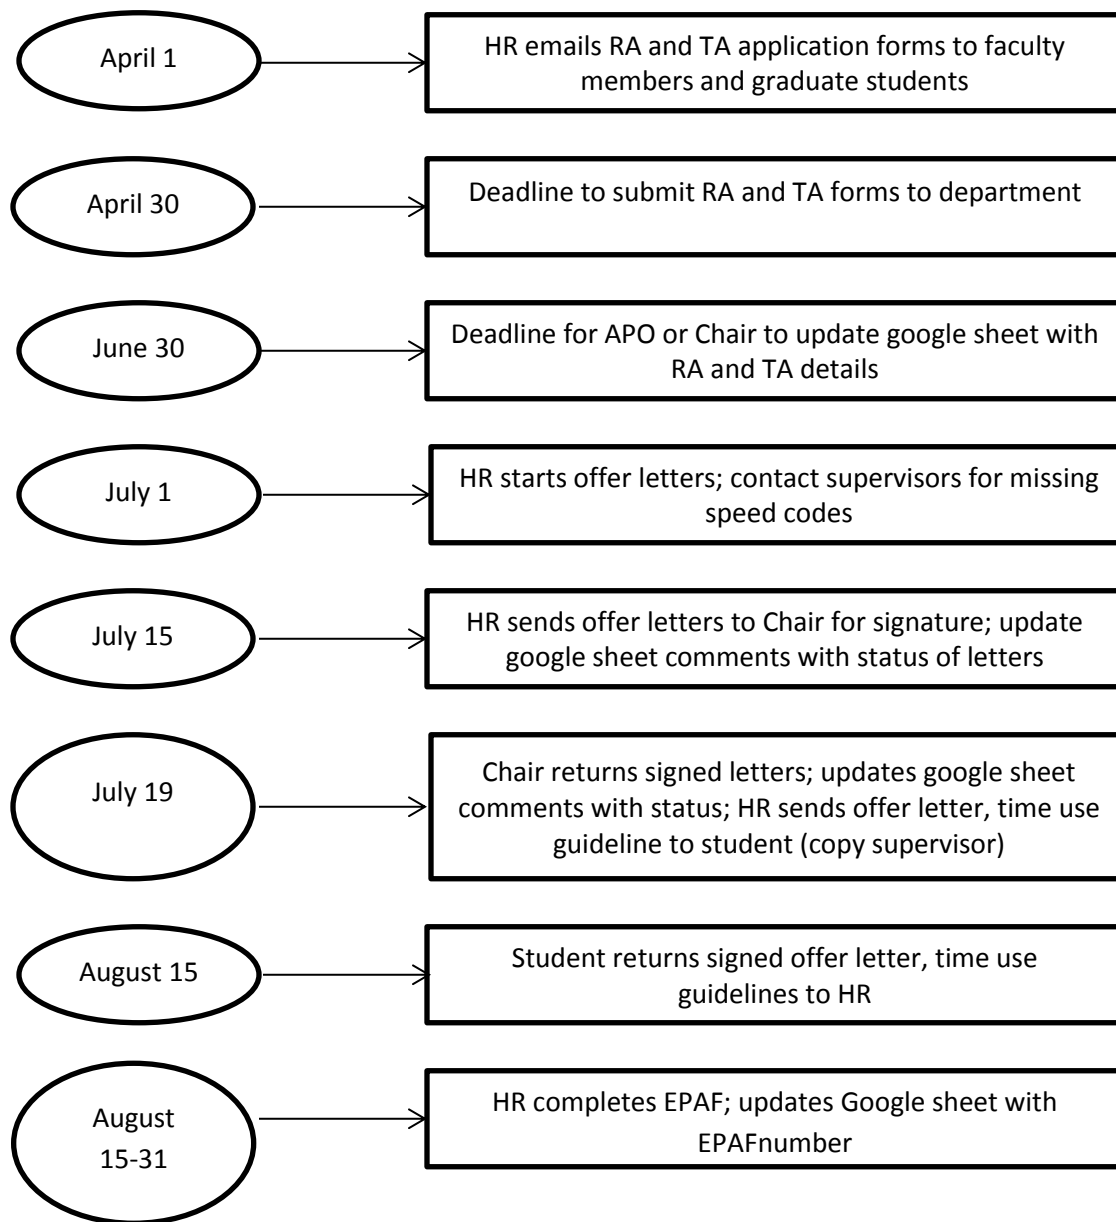 April 1
HR emails RA and TA application forms to faculty
members and graduate students
April 30
Deadline to submit RA and TA forms to department
June 30
Deadline for APO or Chair to update google sheet with
RA and TA details
July 1
HR starts offer letters; contact supervisors for missing
speed codes
July 15
HR sends offer letters to Chair for signature; update
google sheet comments with status of letters
July 19
Chair returns signed letters; updates google sheet
comments with status; HR sends offer letter, time use
guideline to student (copy supervisor)
August 15
Student returns signed offer letter, time use
guidelines to HR
August
15-31
HR completes EPAF; updates Google sheet with
EPAFnumber